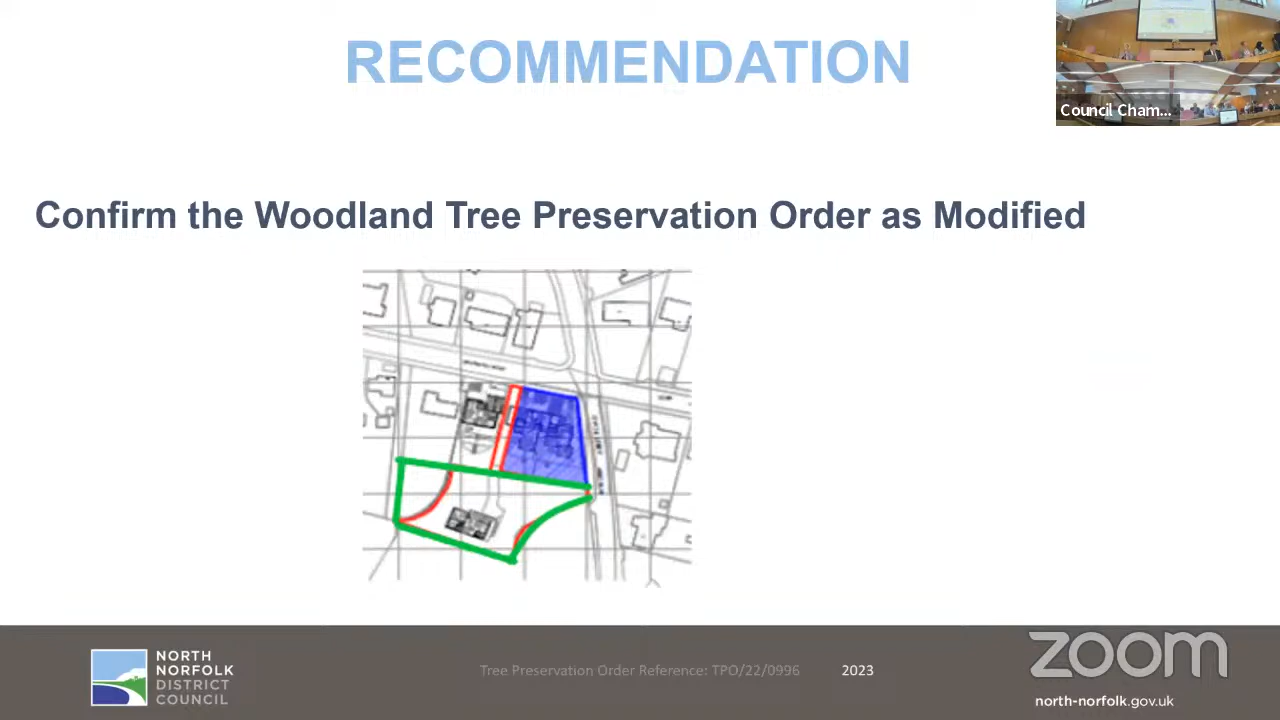 RECOMMENDATION
Council Cham...
Confirm the Woodland Tree Preservation Order as Modified
NORTH
NORFOLK
DISTRICT
COUNCIL
Tree Preservation Order Reference: TPO/22/0996
2023
zoom
north-norfolk.gov.uk